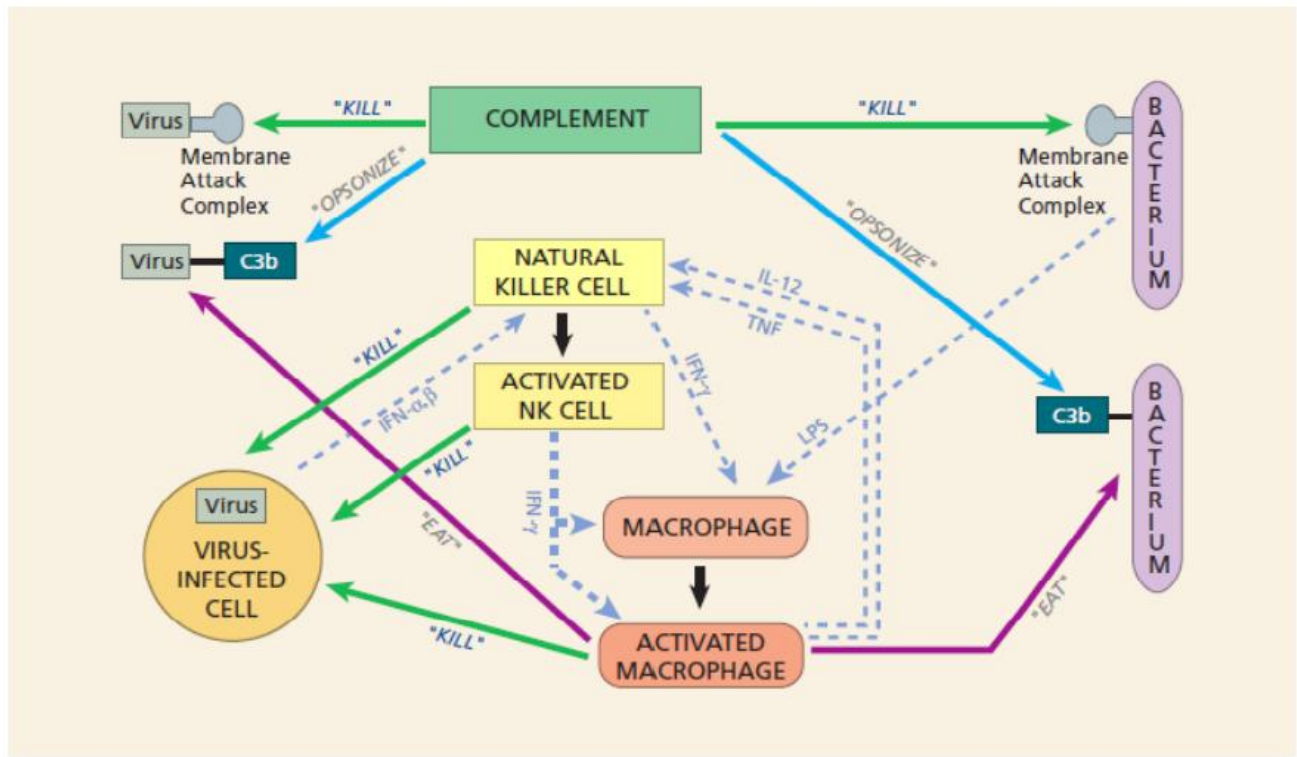 "KILL"
COMPLEMENT
"KILL"
Virus
Membrane
Attack
Complex
"OPSONIZE"
Virus
C3b
Membrane
Attack
Complex
BACTERIUM
"OPSONIZE"
NATURAL
KILLER CELL
IL-12
TNF
"KILL"
IFN-α,β
IFN-γ
LPS
ACTIVATED
NK CELL
"KILL"
IFN-γ
"EAT"
C3b
BACTERIUM
Virus
VIRUS-
INFECTED
CELL
MACROPHAGE
"KILL"
ACTIVATED
MACROPHAGE
"EAT"